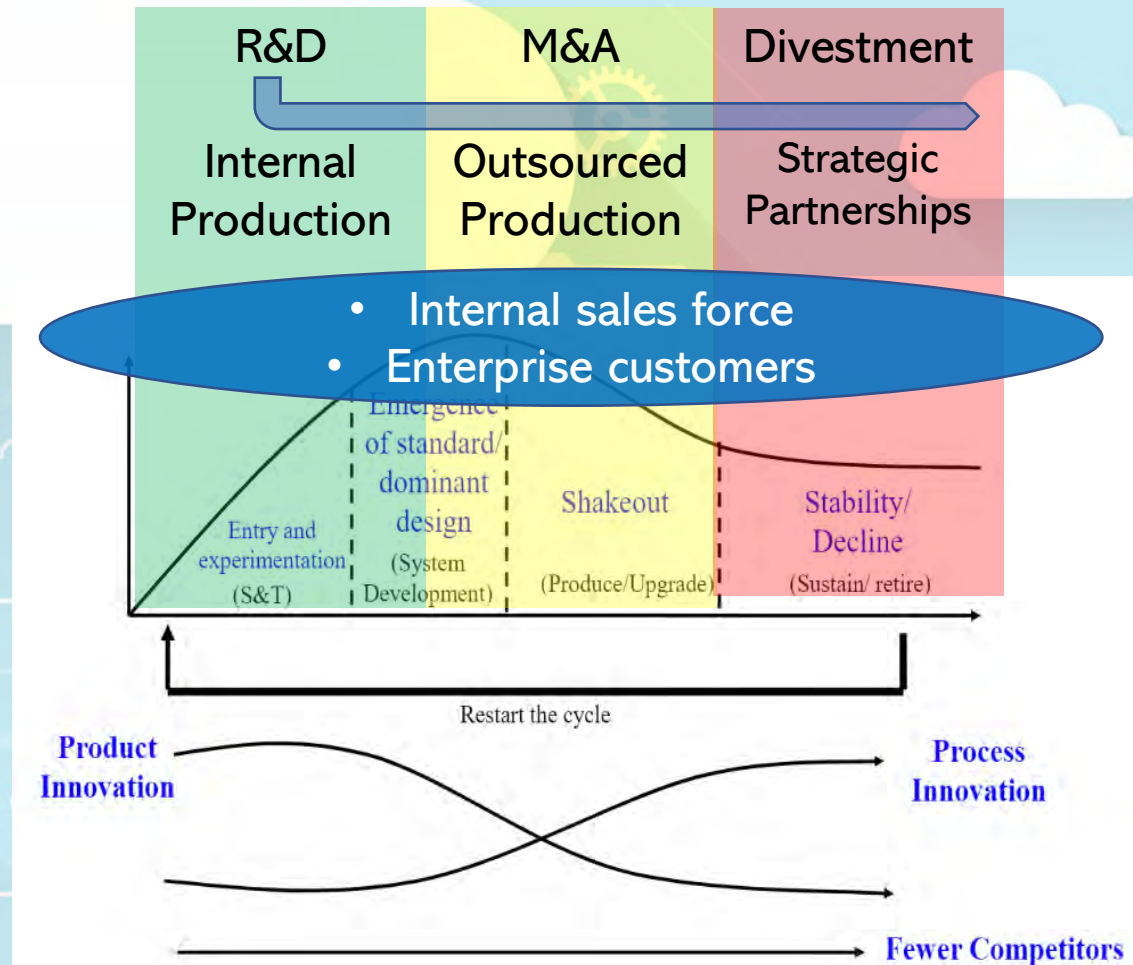 R&D
M&A
Divestment
Internal
Production
Outsourced
Production
Strategic
Partnerships
• Internal sales force
• Enterprise customers
Entry and
experimentation
(S&T)
Emergence
of standard/
dominant
design
(System
Development)
Shakeout
(Produce/Upgrade)
Stability/
Decline
(Sustain/ retire)
Restart the cycle
Product
Innovation
Process
Innovation
Fewer Competitors